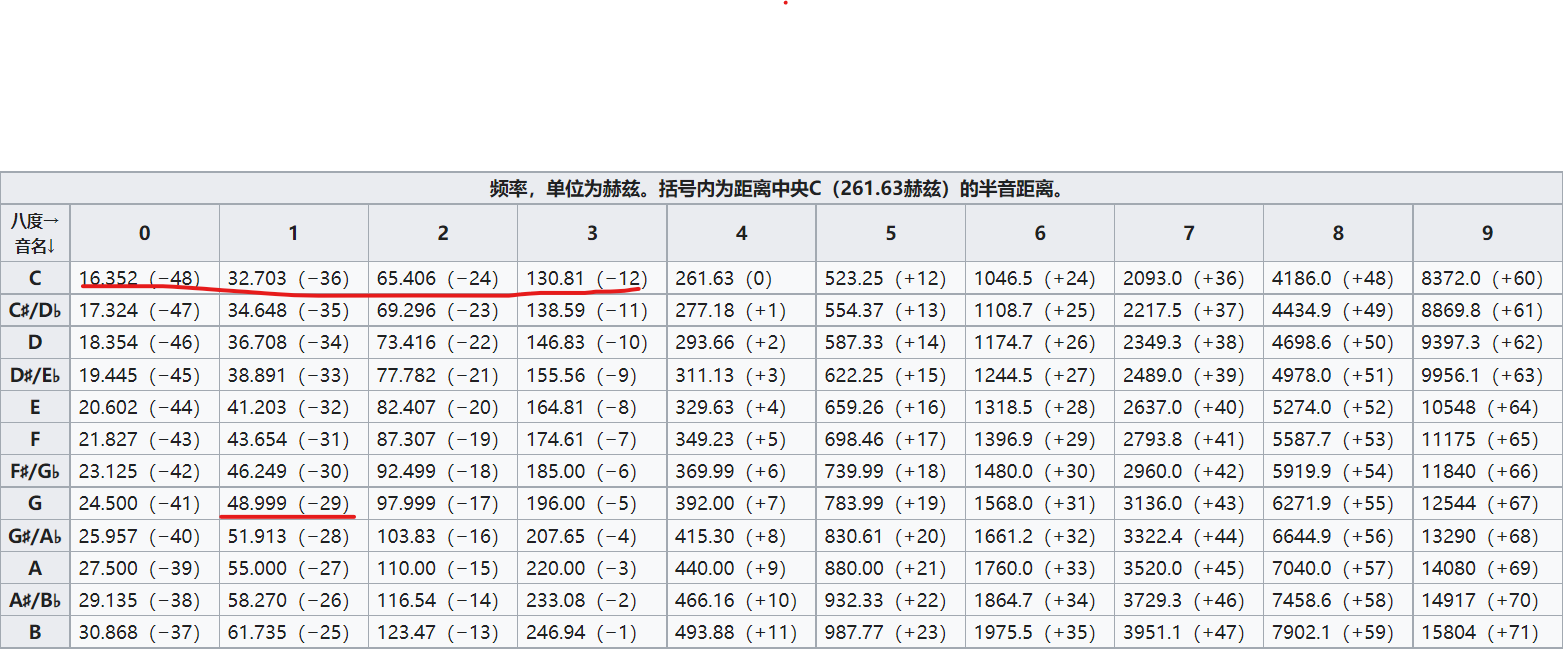 频率，单位为赫兹。括号内为距离中央C（261.63赫兹）的半音距离。
八度→
音名↓ 0 1 2 3 4 5 6 7 8 9
C 16.352 (−48) 32.703 (−36) 65.406 (−24) 130.81 (−12) 261.63 (0) 523.25 (+12) 1046.5 (+24) 2093.0 (+36) 4186.0 (+48) 8372.0 (+60)
C♯/D♭ 17.324 (−47) 34.648 (−35) 69.296 (−23) 138.59 (−11) 277.18 (+1) 554.37 (+13) 1108.7 (+25) 2217.5 (+37) 4434.9 (+49) 8869.8 (+61)
D 18.354 (−46) 36.708 (−34) 73.416 (−22) 146.83 (−10) 293.66 (+2) 587.33 (+14) 1174.7 (+26) 2349.3 (+38) 4698.6 (+50) 9397.3 (+62)
D♯/E♭ 19.445 (−45) 38.891 (−33) 77.782 (−21) 155.56 (−9) 311.13 (+3) 622.25 (+15) 1244.5 (+27) 2489.0 (+39) 4978.0 (+51) 9956.1 (+63)
E 20.602 (−44) 41.203 (−32) 82.407 (−20) 164.81 (−8) 329.63 (+4) 659.26 (+16) 1318.5 (+28) 2637.0 (+40) 5274.0 (+52) 10548 (+64)
F 21.827 (−43) 43.654 (−31) 87.307 (−19) 174.61 (−7) 349.23 (+5) 698.46 (+17) 1396.9 (+29) 2793.8 (+41) 5587.7 (+53) 11175 (+65)
F♯/G♭ 23.125 (−42) 46.249 (−30) 92.499 (−18) 185.00 (−6) 369.99 (+6) 739.99 (+18) 1480.0 (+30) 2960.0 (+42) 5919.9 (+54) 11840 (+66)
G 24.500 (−41) 48.999 (−29) 97.999 (−17) 196.00 (−5) 392.00 (+7) 783.99 (+19) 1568.0 (+31) 3136.0 (+43) 6271.9 (+55) 12544 (+67)
G♯/A♭ 25.957 (−40) 51.913 (−28) 103.83 (−16) 207.65 (−4) 415.30 (+8) 830.61 (+20) 1661.2 (+32) 3322.4 (+44) 6644.9 (+56) 13290 (+68)
A 27.500 (−39) 55.000 (−27) 110.00 (−15) 220.00 (−3) 440.00 (+9) 880.00 (+21) 1760.0 (+33) 3520.0 (+45) 7040.0 (+57) 14080 (+69)
A♯/B♭ 29.135 (−38) 58.270 (−26) 116.54 (−14) 233.08 (−2) 466.16 (+10) 932.33 (+22) 1864.7 (+34) 3729.3 (+46) 7458.6 (+58) 14917 (+70)
B 30.868 (−37) 61.735 (−25) 123.47 (−13) 246.94 (−1) 493.88 (+11) 987.77 (+23) 1975.5 (+35) 3951.1 (+47) 7902.1 (+59) 15804 (+71)